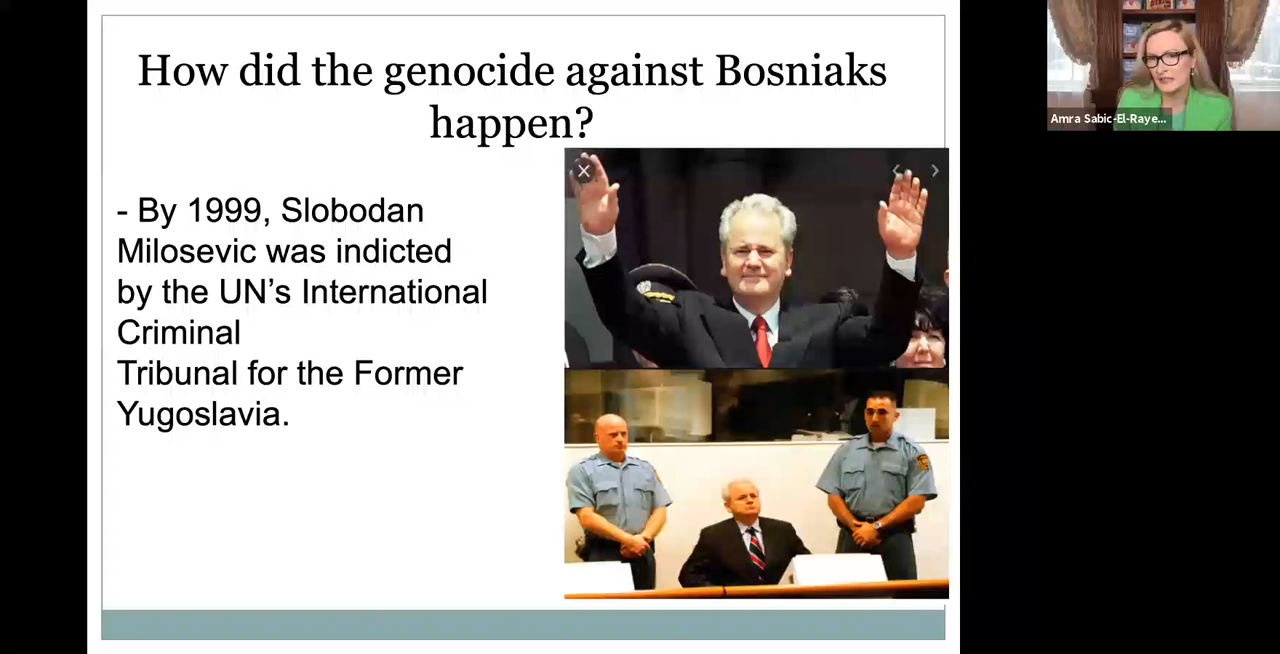 How did the genocide against Bosniaks
happen?
- By 1999, Slobodan
Milosevic was indicted
by the UN’s International
Criminal
Tribunal for the Former
Yugoslavia.
Amra Sabic-El-Raye...